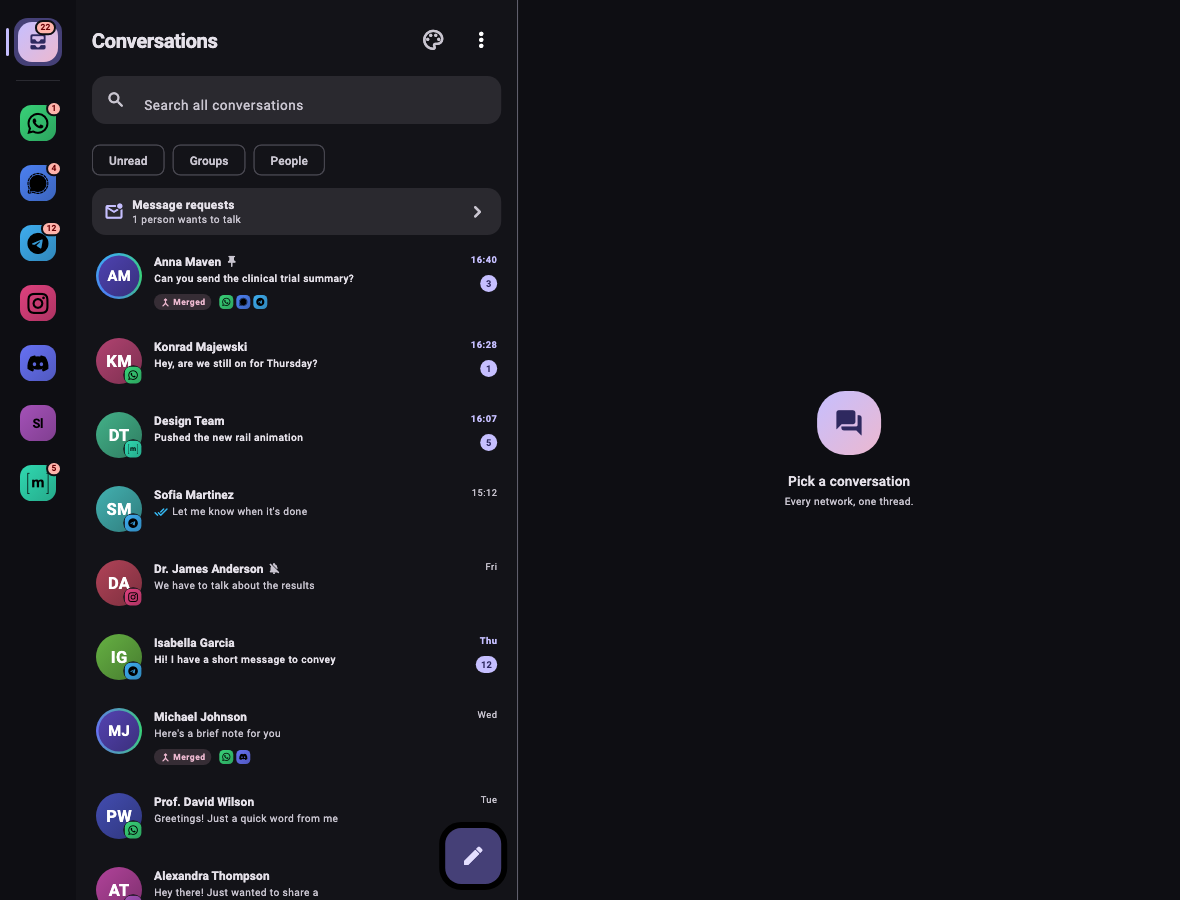 22
Conversations
Search all conversations
1
4
12
SI
[m]
5
Unread
Groups
People
Message requests
1 person wants to talk
AM
Anna Maven
16:40
Can you send the clinical trial summary?
3
Merged
KM
Konrad Majewski
16:28
Hey, are we still on for Thursday?
1
DT
[m]
Design Team
16:07
Pushed the new rail animation
5
SM
Sofia Martinez
15:12
Let me know when it's done
DA
Dr. James Anderson
Fri
We have to talk about the results
IG
Isabella Garcia
Thu
Hi! I have a short message to convey
12
MJ
Michael Johnson
Wed
Here's a brief note for you
Merged
PW
Prof. David Wilson
Tue
Greetings! Just a quick word from me
AT
Alexandra Thompson
Hey there! Just wanted to share a
Pick a conversation
Every network, one thread.